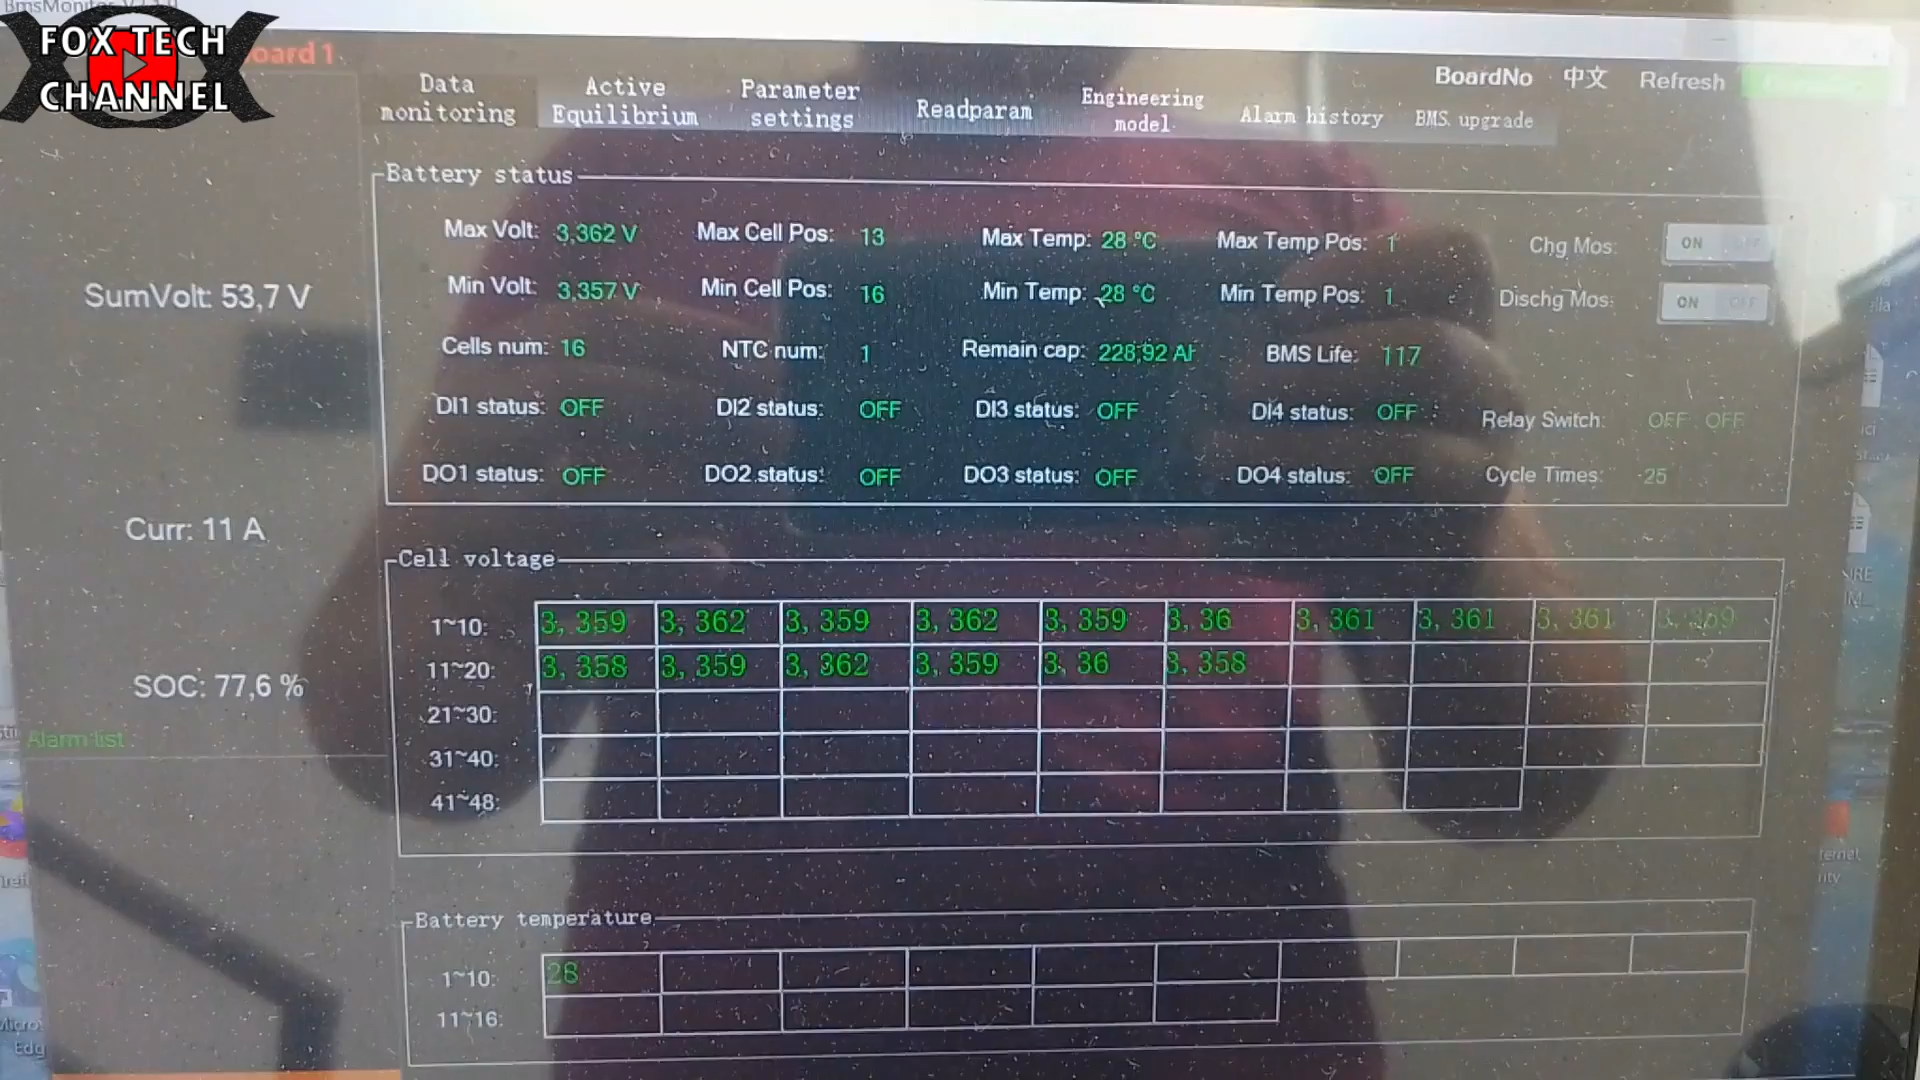 BmsMonitor V2.1.0
FOX TECH
CHANNEL
oard 1
BoardNo 中文 Refresh
Data monitoring
Active Equilibrium
Parameter settings
Readparam
Engineering model
Alarm history
BMS upgrade
SumVolt: 53,7 V
Curr: 11 A
SOC: 77,6 %
Alarm list
Battery status
Max Volt: 3,362 V Max Cell Pos: 13 Max Temp: 28 °C Max Temp Pos: 1 Chg Mos: ON OFF
Min Volt: 3,357 V Min Cell Pos: 16 Min Temp: 28 °C Min Temp Pos: 1 Dischg Mos: ON OFF
Cells num: 16 NTC num: 1 Remain cap: 228,92 AH BMS Life: 117
DI1 status: OFF DI2 status: OFF DI3 status: OFF DI4 status: OFF Relay Switch: OFF OFF
DO1 status: OFF DO2 status: OFF DO3 status: OFF DO4 status: OFF Cycle Times: 25
Cell voltage
1~10: 3,359 3,362 3,359 3,362 3,359 3,36 3,361 3,361 3,361 3,359
11~20: 3,358 3,359 3,362 3,359 3,36 3,358
21~30:
31~40:
41~48:
Battery temperature
1~10: 28
11~16: